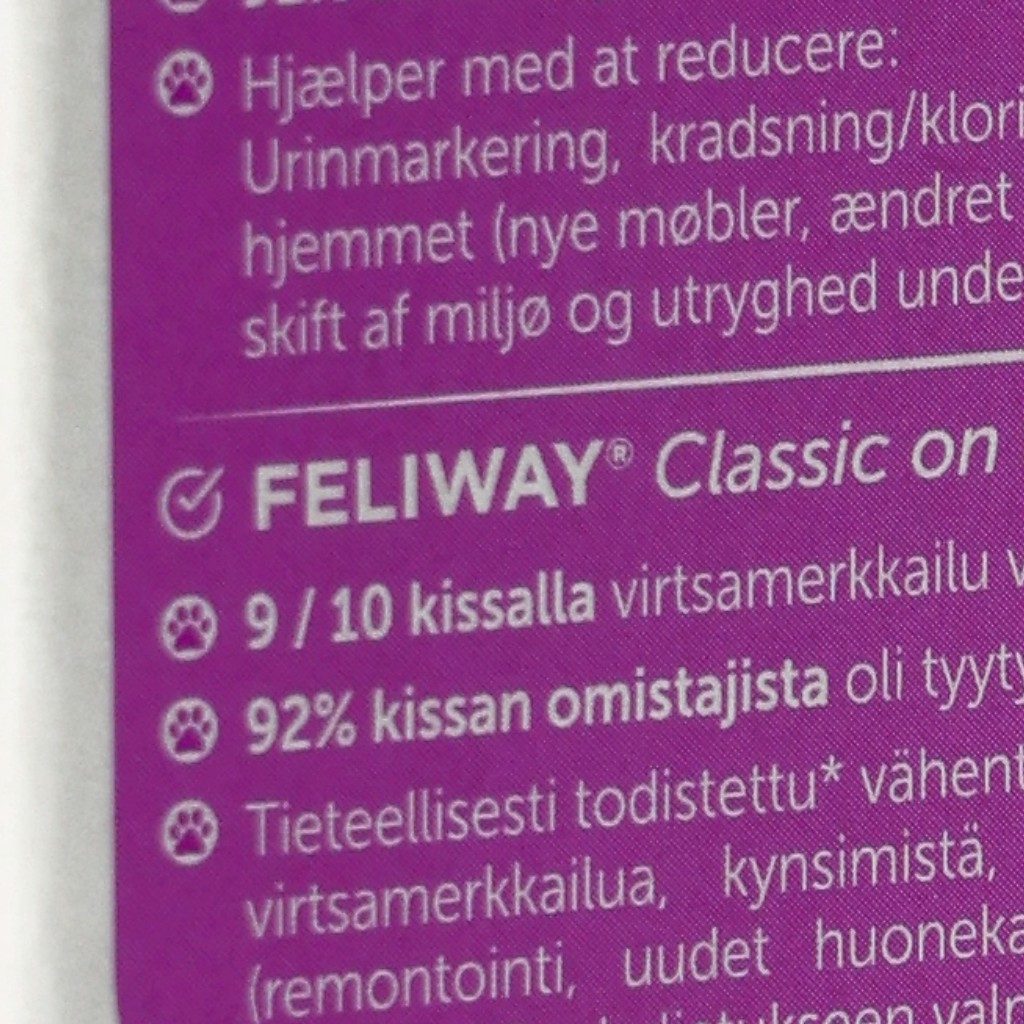 Hjælper med at reducere:
Urinmarkering, kradsning/klori
hjemmet (nye møbler, ændret
skift af miljø og utryghed unde
FELIWAY® Classic on
9 / 10 kissalla virtsamerkkailu v
92% kissan omistajista oli tyyty
Tieteellisesti todistettu* vähent
virtsamerkkailua, kynsimistä,
(remontointi, uudet huoneka